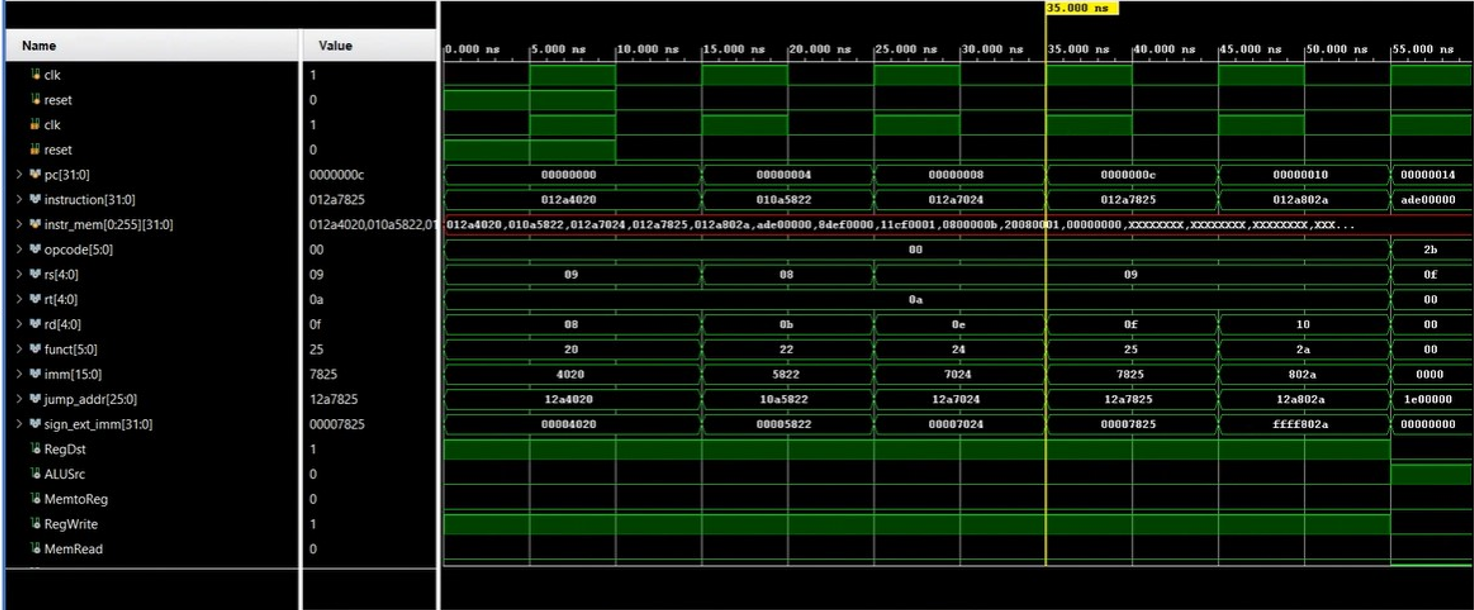 35.000 ns
Name Value
0.000 ns 5.000 ns 10.000 ns 15.000 ns 20.000 ns 25.000 ns 30.000 ns 35.000 ns 40.000 ns 45.000 ns 50.000 ns 55.000 ns
clk 1
reset 0
clk 1
reset 0
pc[31:0] 0000000c 00000000 00000004 00000008 0000000c 00000010 00000014
instruction[31:0] 012a7825 012a4020 010a5822 012a7024 012a7825 012a802a ade00000
instr_mem[0:255][31:0] 012a4020,010a5822,01 012a4020,010a5822,012a7024,012a7825,012a802a,ade00000,8def0000,11cf0001,0800000b,20080001,00000000,XXXXXXXX,XXXXXXXX,XXXXXXXX,XXX...
opcode[5:0] 00 00 2b
rs[4:0] 09 09 08 09 0f
rt[4:0] 0a 0a 00
rd[4:0] 0f 08 0b 0e 0f 10 00
funct[5:0] 25 20 22 24 25 2a 00
imm[15:0] 7825 4020 5822 7024 7825 802a 0000
jump_addr[25:0] 12a7825 12a4020 10a5822 12a7024 12a7825 12a802a 1e00000
sign_ext_imm[31:0] 00007825 00004020 00005822 00007024 00007825 ffff802a 00000000
RegDst 1
ALUSrc 0
MemtoReg 0
RegWrite 1
MemRead 0